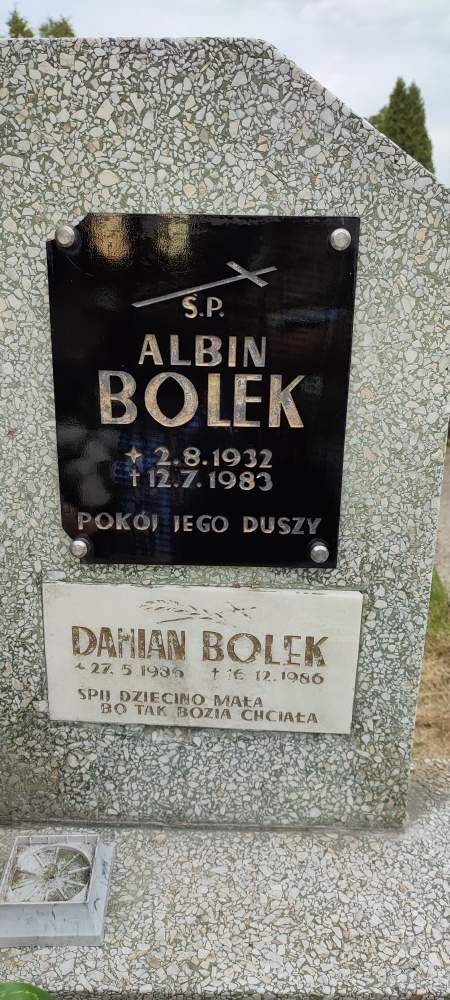 Ś.P.
ALBIN
BOLEK
2.8.1932
†12.7.1983
POKÓJ JEGO DUSZY
DAMIAN BOLEK
27.5.1986 †16.12.1986
ŚPIJ DZIECINO MAŁA
BO TAK BOZIA CHCIAŁA